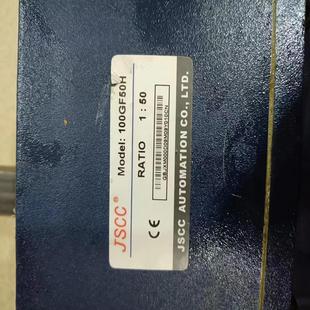 JSCC®
Model: 100GF50H
RATIO 1:50
CE
JSCC AUTOMATION CO., LTD.